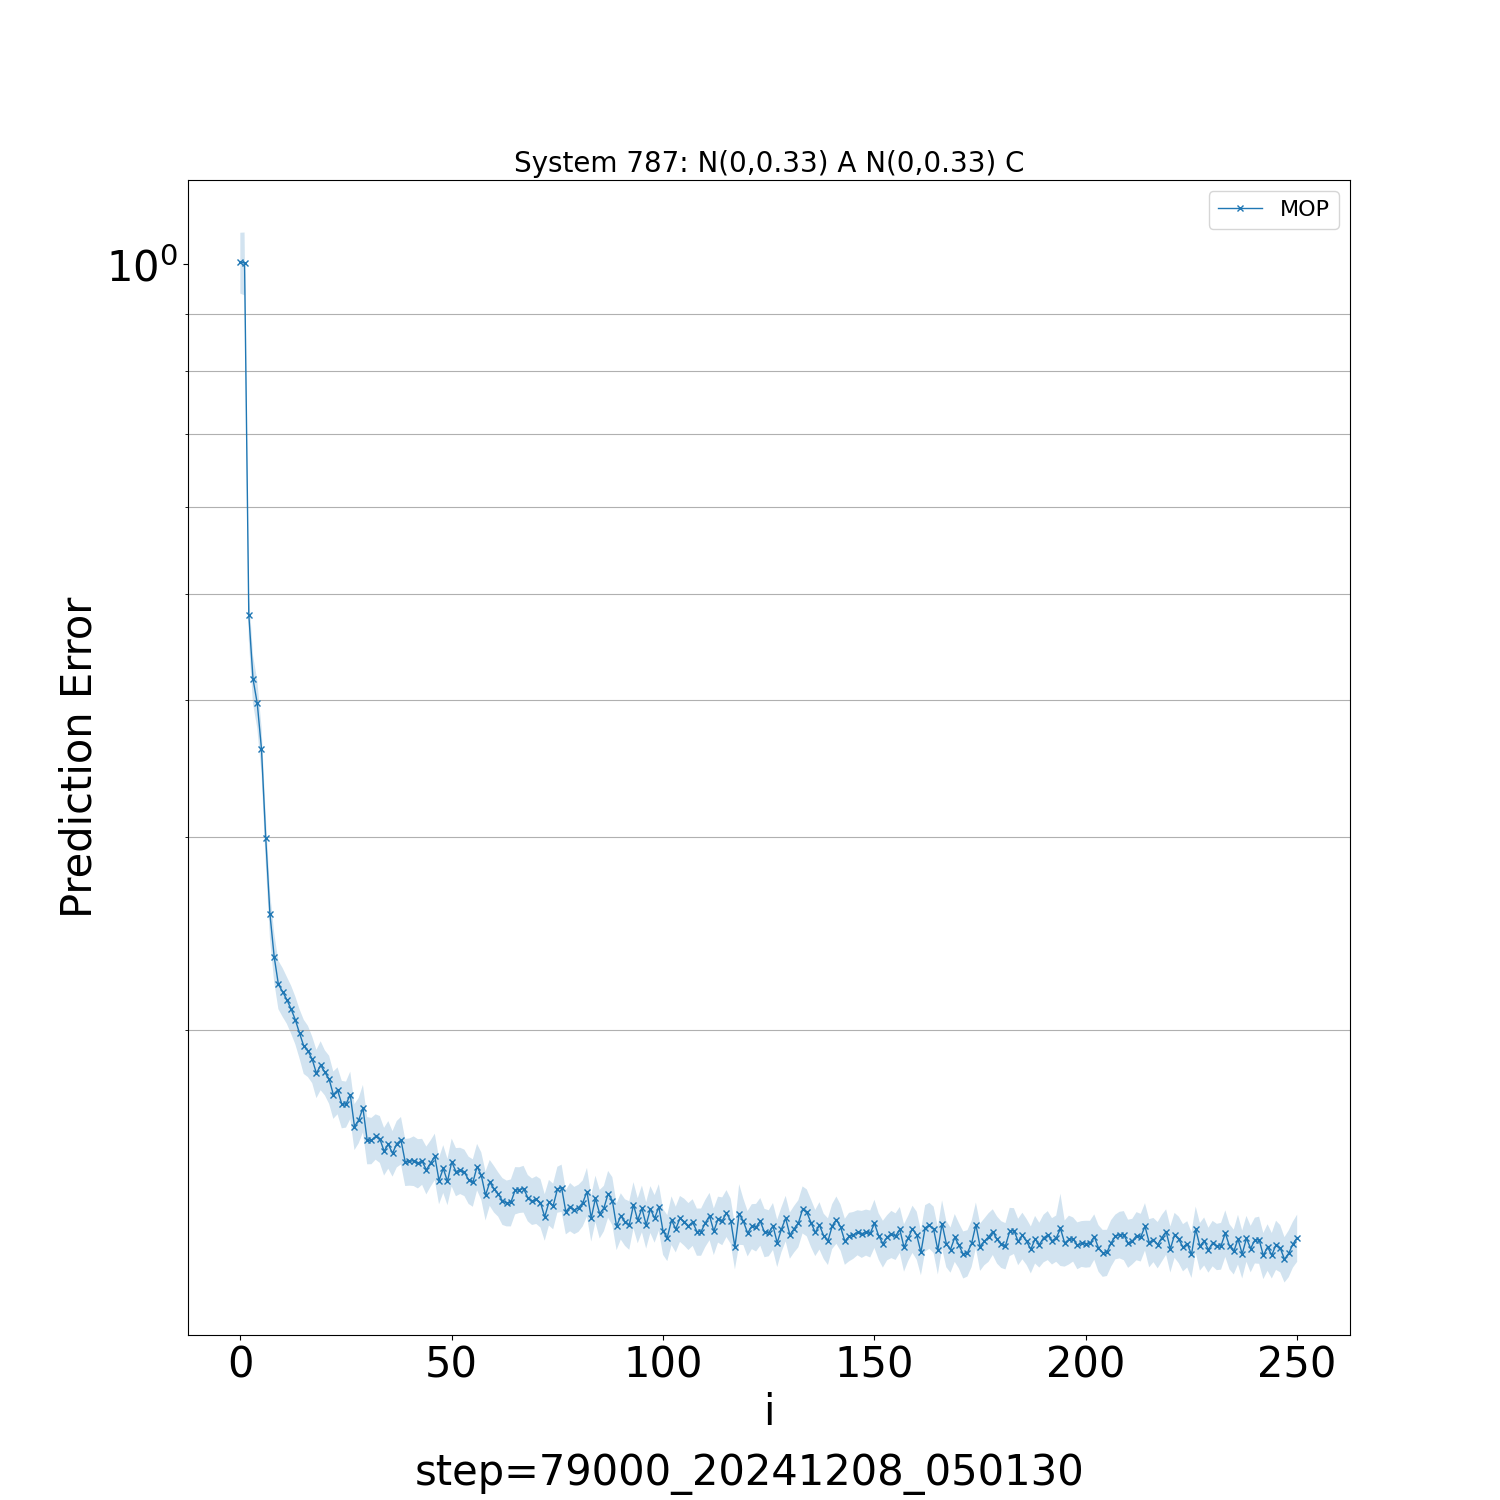 System 787: N(0,0.33) A N(0,0.33) C
MOP
10⁰
Prediction Error
0 50 100 150 200 250
i
step=79000_20241208_050130